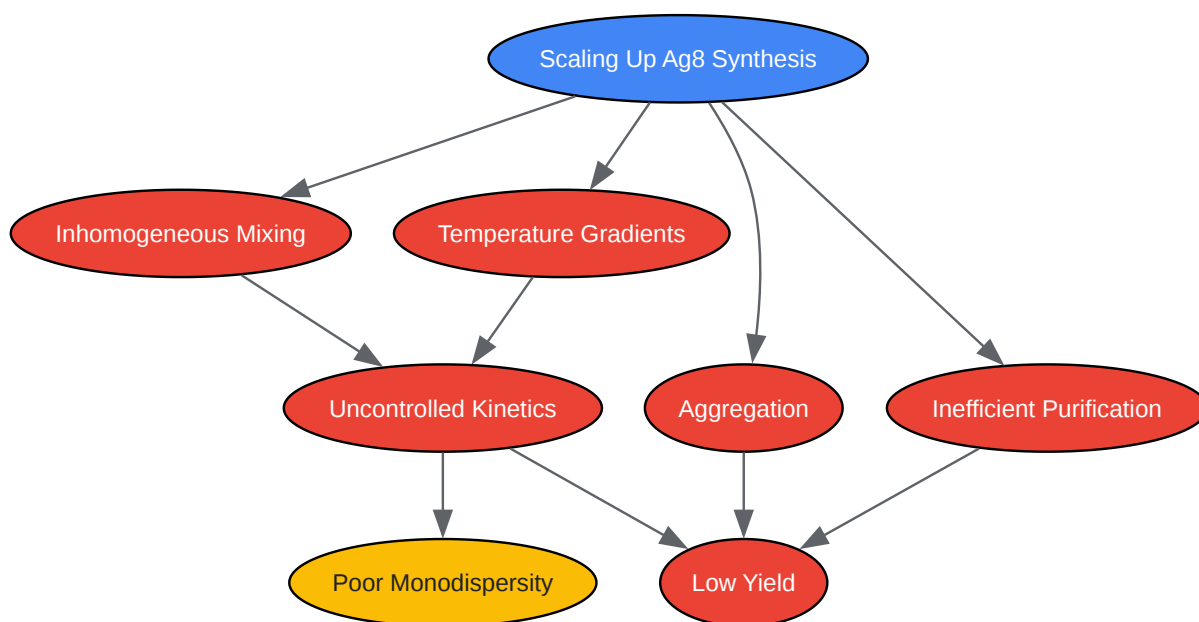 Scaling Up Ag8 Synthesis
Inhomogeneous Mixing
Temperature Gradients
Uncontrolled Kinetics
Aggregation
Inefficient Purification
Poor Monodispersity
Low Yield